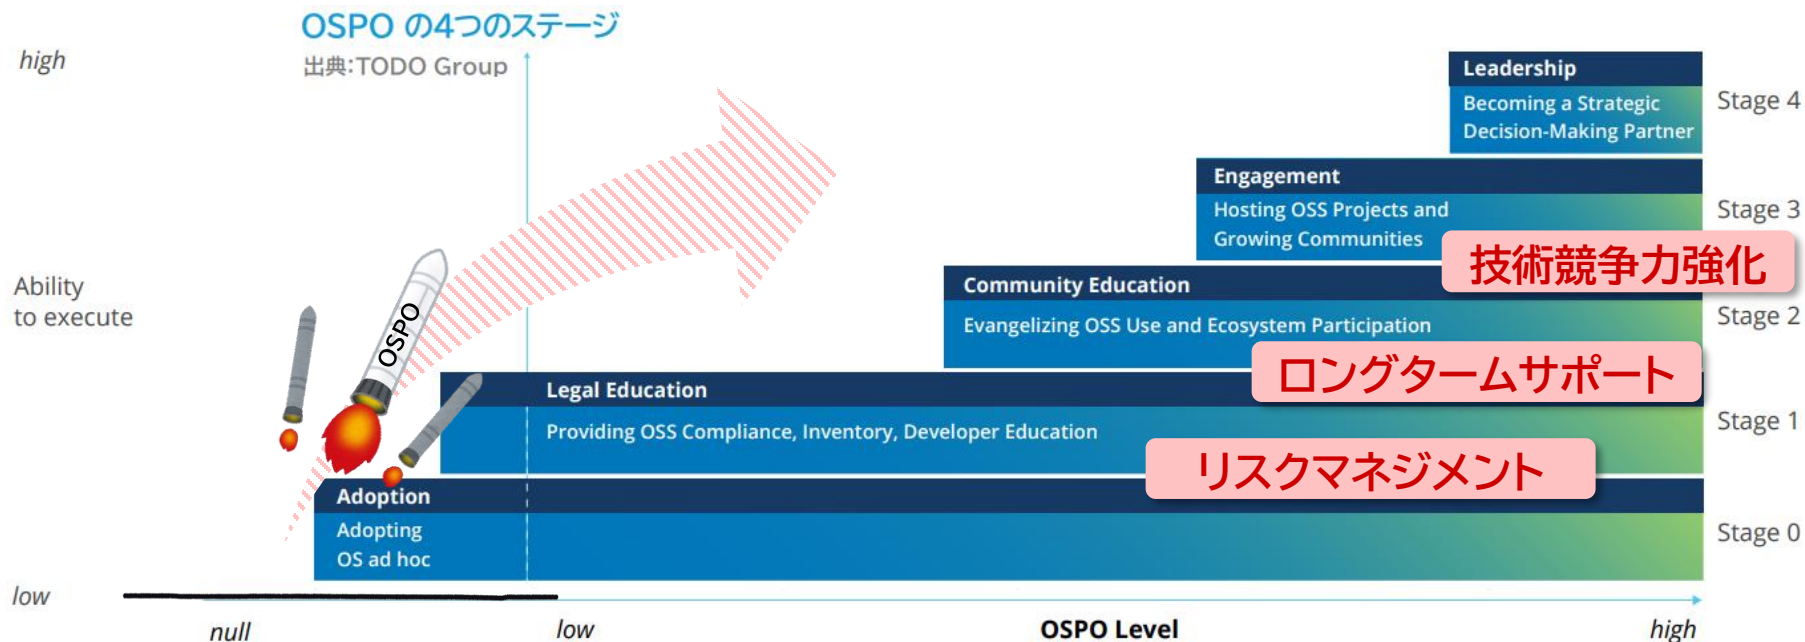 OSPO の4つのステージ
出典:TODO Group
high
Leadership
Becoming a Strategic
Decision-Making Partner
Stage 4
Engagement
Hosting OSS Projects and
Growing Communities
Stage 3
技術競争力強化
Ability
to execute
Community Education
Evangelizing OSS Use and Ecosystem Participation
Stage 2
OSPO
ロングタームサポート
Legal Education
Providing OSS Compliance, Inventory, Developer Education
Stage 1
リスクマネジメント
Adoption
Adopting
OS ad hoc
Stage 0
low
null
low
OSPO Level
high